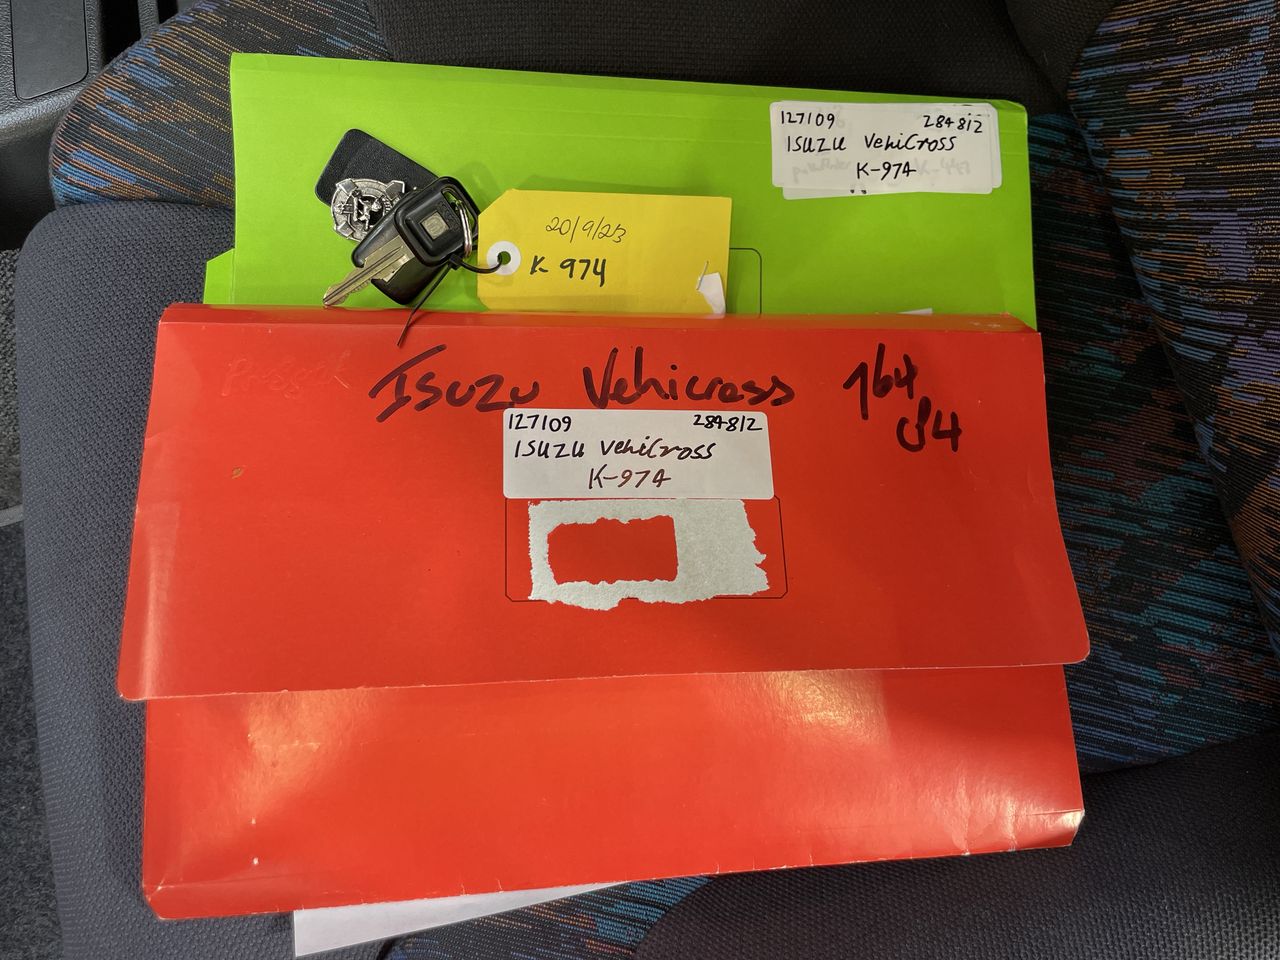 127109 284812
ISUZU VehiCross
K-974
20/9/23
K 974
Isuzu Vehicross 764
84
127109 284812
ISUZU VehiCross
K-974